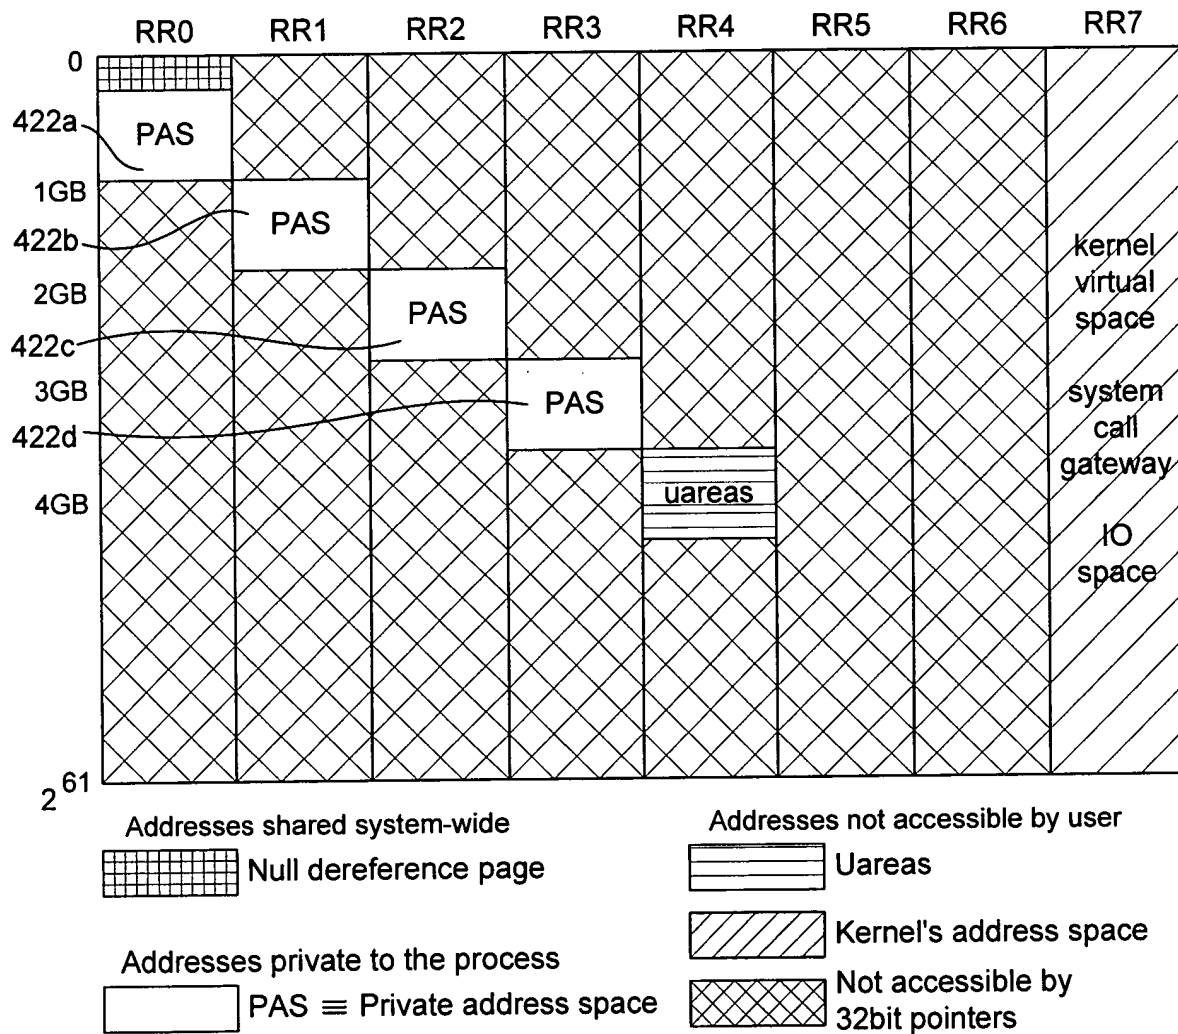 RR0 RR1 RR2 RR3 RR4 RR5 RR6 RR7
0
422a
PAS
1GB
422b
PAS
2GB
422c
PAS
3GB
422d
PAS
4GB
uareas
kernel
virtual
space
system
call
gateway
IO
space
2^61
Addresses shared system-wide
Null dereference page
Addresses private to the process
PAS ≡ Private address space
Addresses not accessible by user
Uareas
Kernel's address space
Not accessible by
32bit pointers